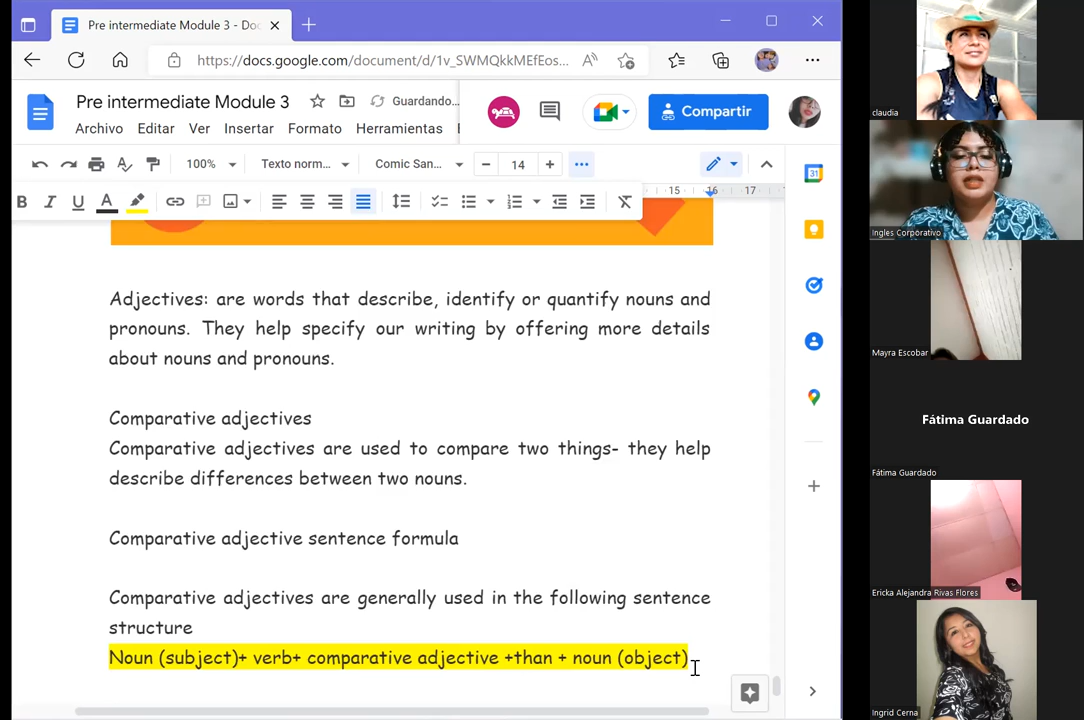 Pre intermediate Module 3 - Doc
https://docs.google.com/document/d/1v_SWMQkkMEfEos...
Pre intermediate Module 3
Guardando...
Compartir
Archivo Editar Ver Insertar Formato Herramientas
100% Texto norm... Comic San... 14
15 16 17
B I U A
31
Adjectives: are words that describe, identify or quantify nouns and
pronouns. They help specify our writing by offering more details
about nouns and pronouns.
Comparative adjectives
Comparative adjectives are used to compare two things- they help
describe differences between two nouns.
Comparative adjective sentence formula
Comparative adjectives are generally used in the following sentence
structure
Noun (subject)+ verb+ comparative adjective +than + noun (object)
claudia
Ingles Corporativo
Mayra Escobar
Fátima Guardado
Fátima Guardado
Ericka Alejandra Rivas Flores
Ingrid Cerna